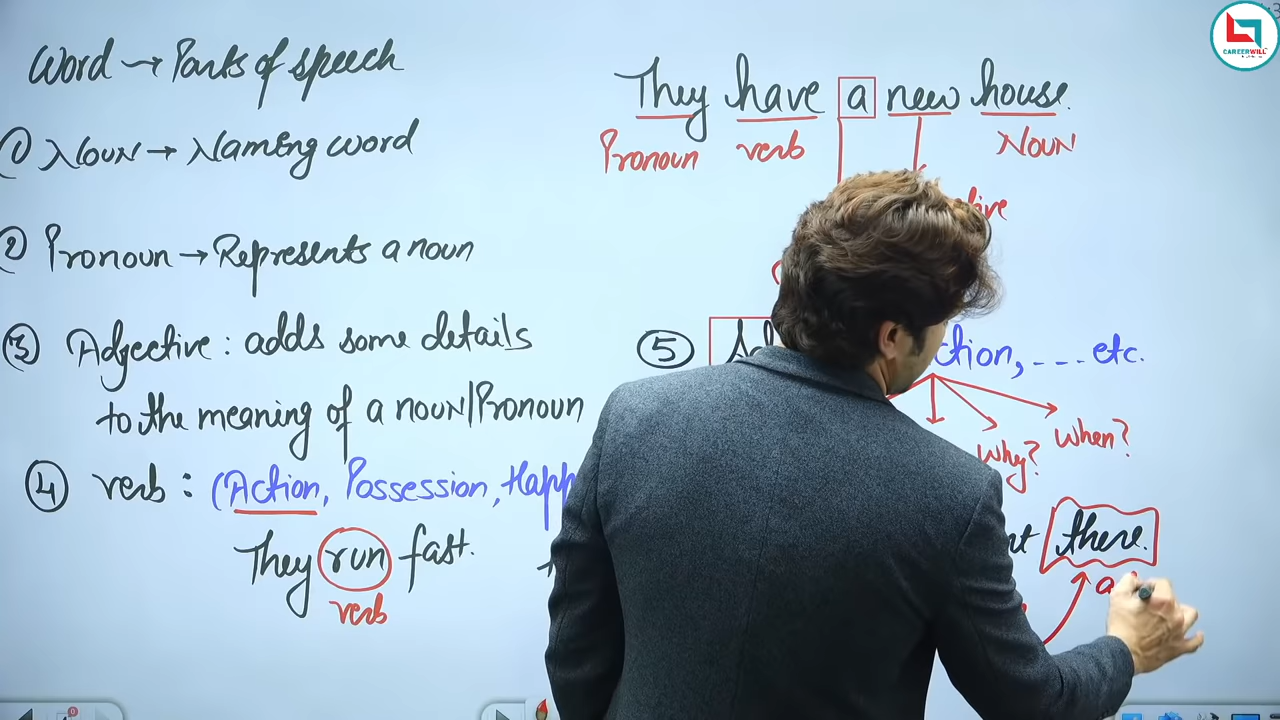 Word → Parts of speech
① Noun → Naming word
② Pronoun → Represents a noun
③ Adjective : adds some details
to the meaning of a noun/Pronoun
④ verb : (Action, Possession, Happ
They run fast.
verb
They have a new house.
Pronoun verb Noun
⑤ ction, - - - etc.
Why? When?
there.
CAREERWILL